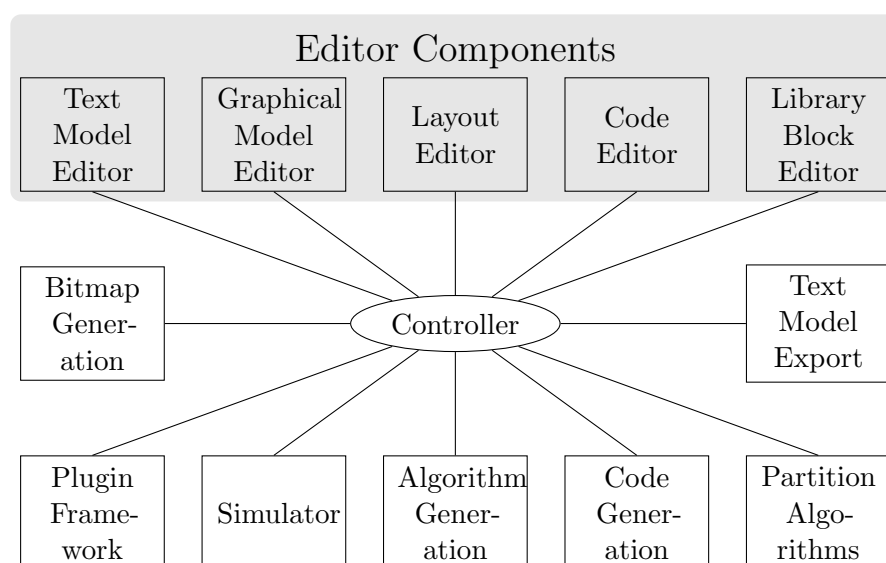 Editor Components
Text
Model
Editor
Graphical
Model
Editor
Layout
Editor
Code
Editor
Library
Block
Editor
Bitmap
Gener-
ation
Controller
Text
Model
Export
Plugin
Frame-
work
Simulator
Algorithm
Gener-
ation
Code
Gener-
ation
Partition
Algo-
rithms